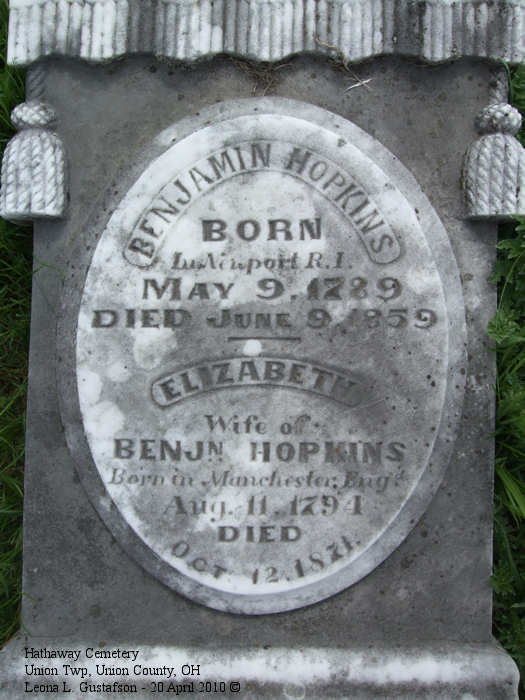 BENJAMIN HOPKINS
BORN
In Newport R.I.
MAY 9, 1789
DIED JUNE 9, 1859
ELIZABETH
Wife of
BENJN HOPKINS
Born in Manchester, Engd
Aug. 11, 1794
DIED
Oct. 12, 1871.
Hathaway Cemetery
Union Twp, Union County, OH
Leona L. Gustafson - 20 April 2010 ©